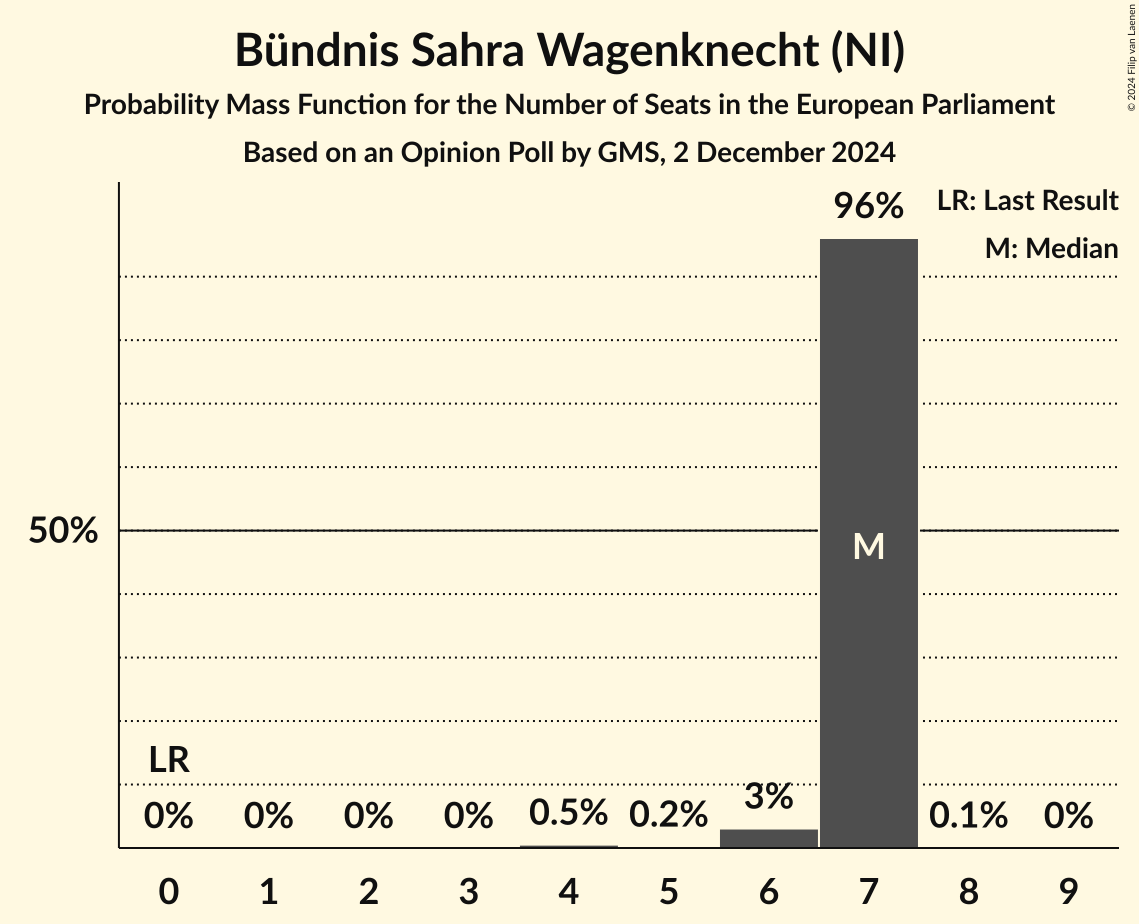 Bündnis Sahra Wagenknecht (NI)
Probability Mass Function for the Number of Seats in the European Parliament
Based on an Opinion Poll by GMS, 2 December 2024
© 2024 Filip van Laenen
LR: Last Result
M: Median
96%
50%
M
LR
0% 0% 0% 0% 0.5% 0.2% 3% 0.1% 0%
0 1 2 3 4 5 6 7 8 9